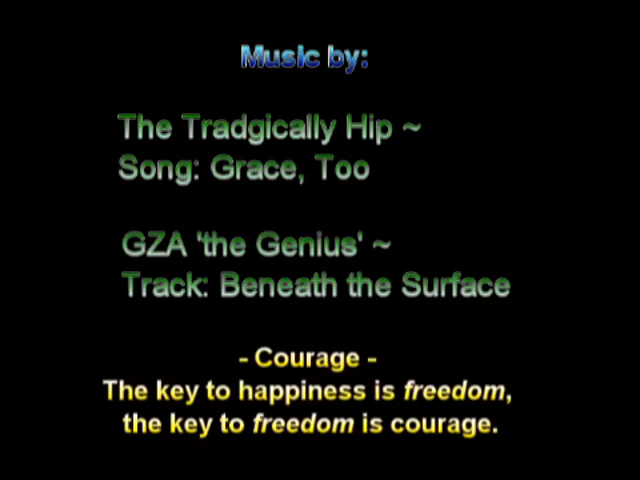 Music by:
The Tradgically Hip ~
Song: Grace, Too
GZA 'the Genius' ~
Track: Beneath the Surface
- Courage -
The key to happiness is freedom,
the key to freedom is courage.